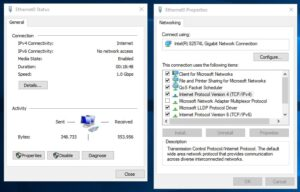 Ethernet0 Status
General
Connection
IPv4 Connectivity: Internet
IPv6 Connectivity: No network access
Media State: Enabled
Duration:
Speed: 1.0 Gbps
Details...
Activity
Sent Received
Bytes: 248,733 553,986
Properties Disable Diagnose
Close
Ethernet0 Properties
Networking
Connect using:
Intel(R) 82574L Gigabit Network Connection
Configure...
This connection uses the following items:
Client for Microsoft Networks
File and Printer Sharing for Microsoft Networks
QoS Packet Scheduler
Internet Protocol Version 4 (TCP/IPv4)
Microsoft Network Adapter Multiplexor Protocol
Microsoft LLDP Protocol Driver
Internet Protocol Version 6 (TCP/IPv6)
Install... Uninstall Properties
Description
Transmission Control Protocol/Internet Protocol. The default
wide area network protocol that provides communication
across diverse interconnected networks.
OK Cancel